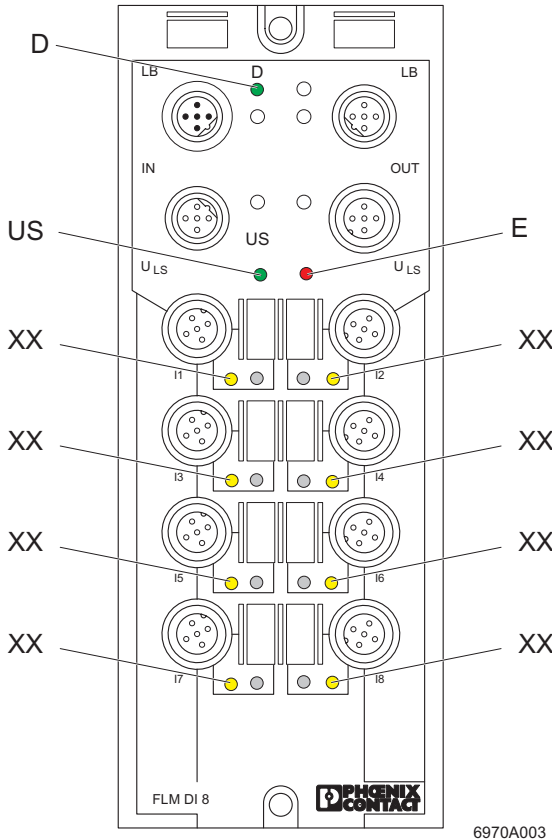 D
LB D LB
IN OUT
US
US E
U LS U LS
XX XX
I1 I2
XX XX
I3 I4
XX XX
I5 I6
XX XX
I7 I8
FLM DI 8
PHŒNIX
CONTACT
6970A003